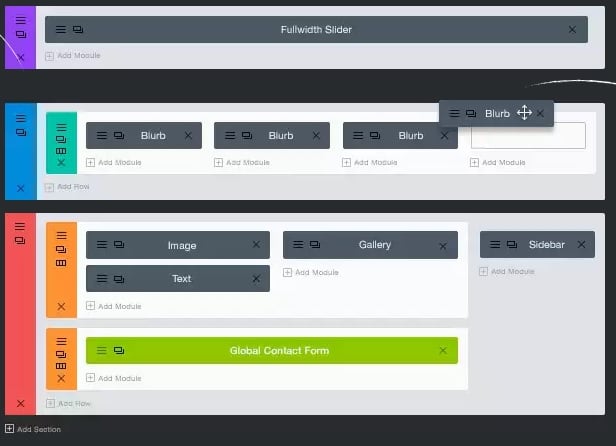 Fullwidth Slider
Add Module
Blurb
Blurb
Blurb
Blurb
Add Module
Add Module
Add Module
Add Module
Add Row
Image
Gallery
Sidebar
Text
Add Module
Add Module
Add Module
Global Contact Form
Add Module
Add Row
Add Section